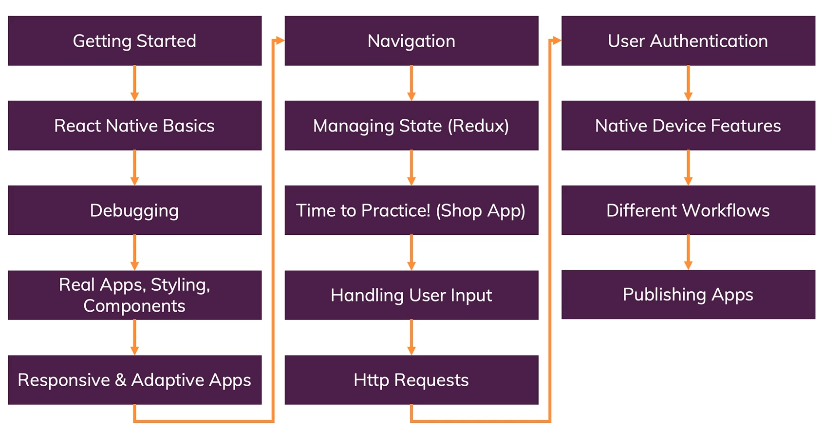 Getting Started
React Native Basics
Debugging
Real Apps, Styling,
Components
Responsive & Adaptive Apps
Navigation
Managing State (Redux)
Time to Practice! (Shop App)
Handling User Input
Http Requests
User Authentication
Native Device Features
Different Workflows
Publishing Apps